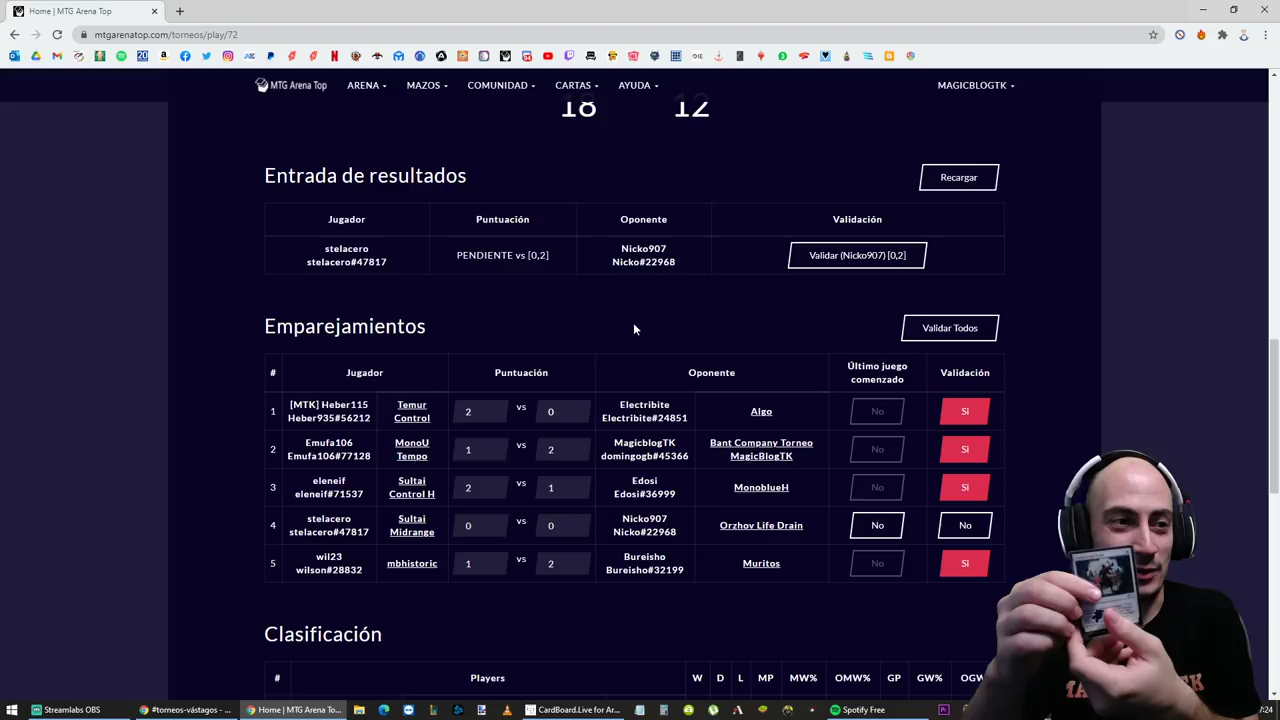 Home | MTG Arena Top
mtgarenatop.com/torneos/play/72
MTG Arena Top
ARENA
MAZOS
COMUNIDAD
CARTAS
AYUDA
MAGICBLOGTK
18 12
Entrada de resultados
Recargar
Jugador Puntuación Oponente Validación
stelacero
stelacero#47817
PENDIENTE vs [0,2]
Nicko907
Nicko#22968
Validar (Nicko907) [0,2]
Emparejamientos
Validar Todos
# Jugador Puntuación Oponente Último juego
comenzado
Validación
1 [MTK] Heber115
Heber935#56212
Temur
Control
2 vs 0
Electribite
Electribite#24851
Algo
No Si
2 Emufa106
Emufa106#77128
MonoU
Tempo
1 vs 2
MagicblogTK
domingogb#45366
Bant Company Torneo
MagicBlogTK
No Si
3 eleneif
eleneif#71537
Sultai
Control H
2 vs 1
Edosi
Edosi#36999
MonoblueH
No Si
4 stelacero
stelacero#47817
Sultai
Midrange
0 vs 0
Nicko907
Nicko#22968
Orzhov Life Drain
No No
5 wil23
wilson#28832
mbhistoric
1 vs 2
Bureisho
Bureisho#32199
Muritos
No Si
Clasificación
# Players W D L MP MW% OMW% GP GW% OGW
Streamlabs OBS
#torneos-vástagos - ...
Home | MTG Arena To...
CardBoard.Live for Ar...
Spotify Free